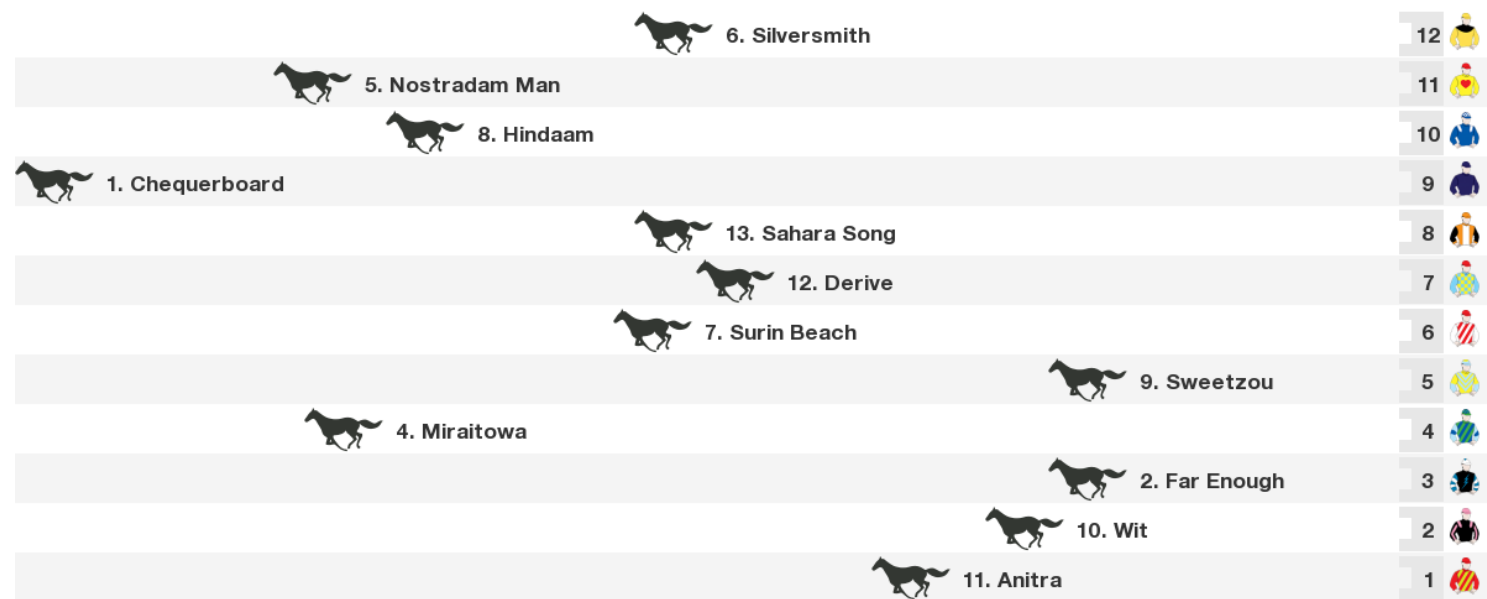 6. Silversmith 12
5. Nostradam Man 11
8. Hindaam 10
1. Chequerboard 9
13. Sahara Song 8
12. Derive 7
7. Surin Beach 6
9. Sweetzou 5
4. Miraitowa 4
2. Far Enough 3
10. Wit 2
11. Anitra 1